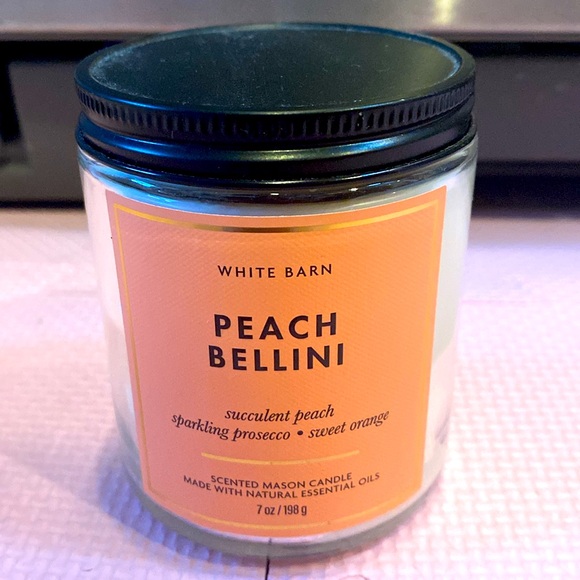 WHITE BARN
PEACH
BELLINI
succulent peach
sparkling prosecco • sweet orange
SCENTED MASON CANDLE
MADE WITH NATURAL ESSENTIAL OILS
7 oz / 198 g